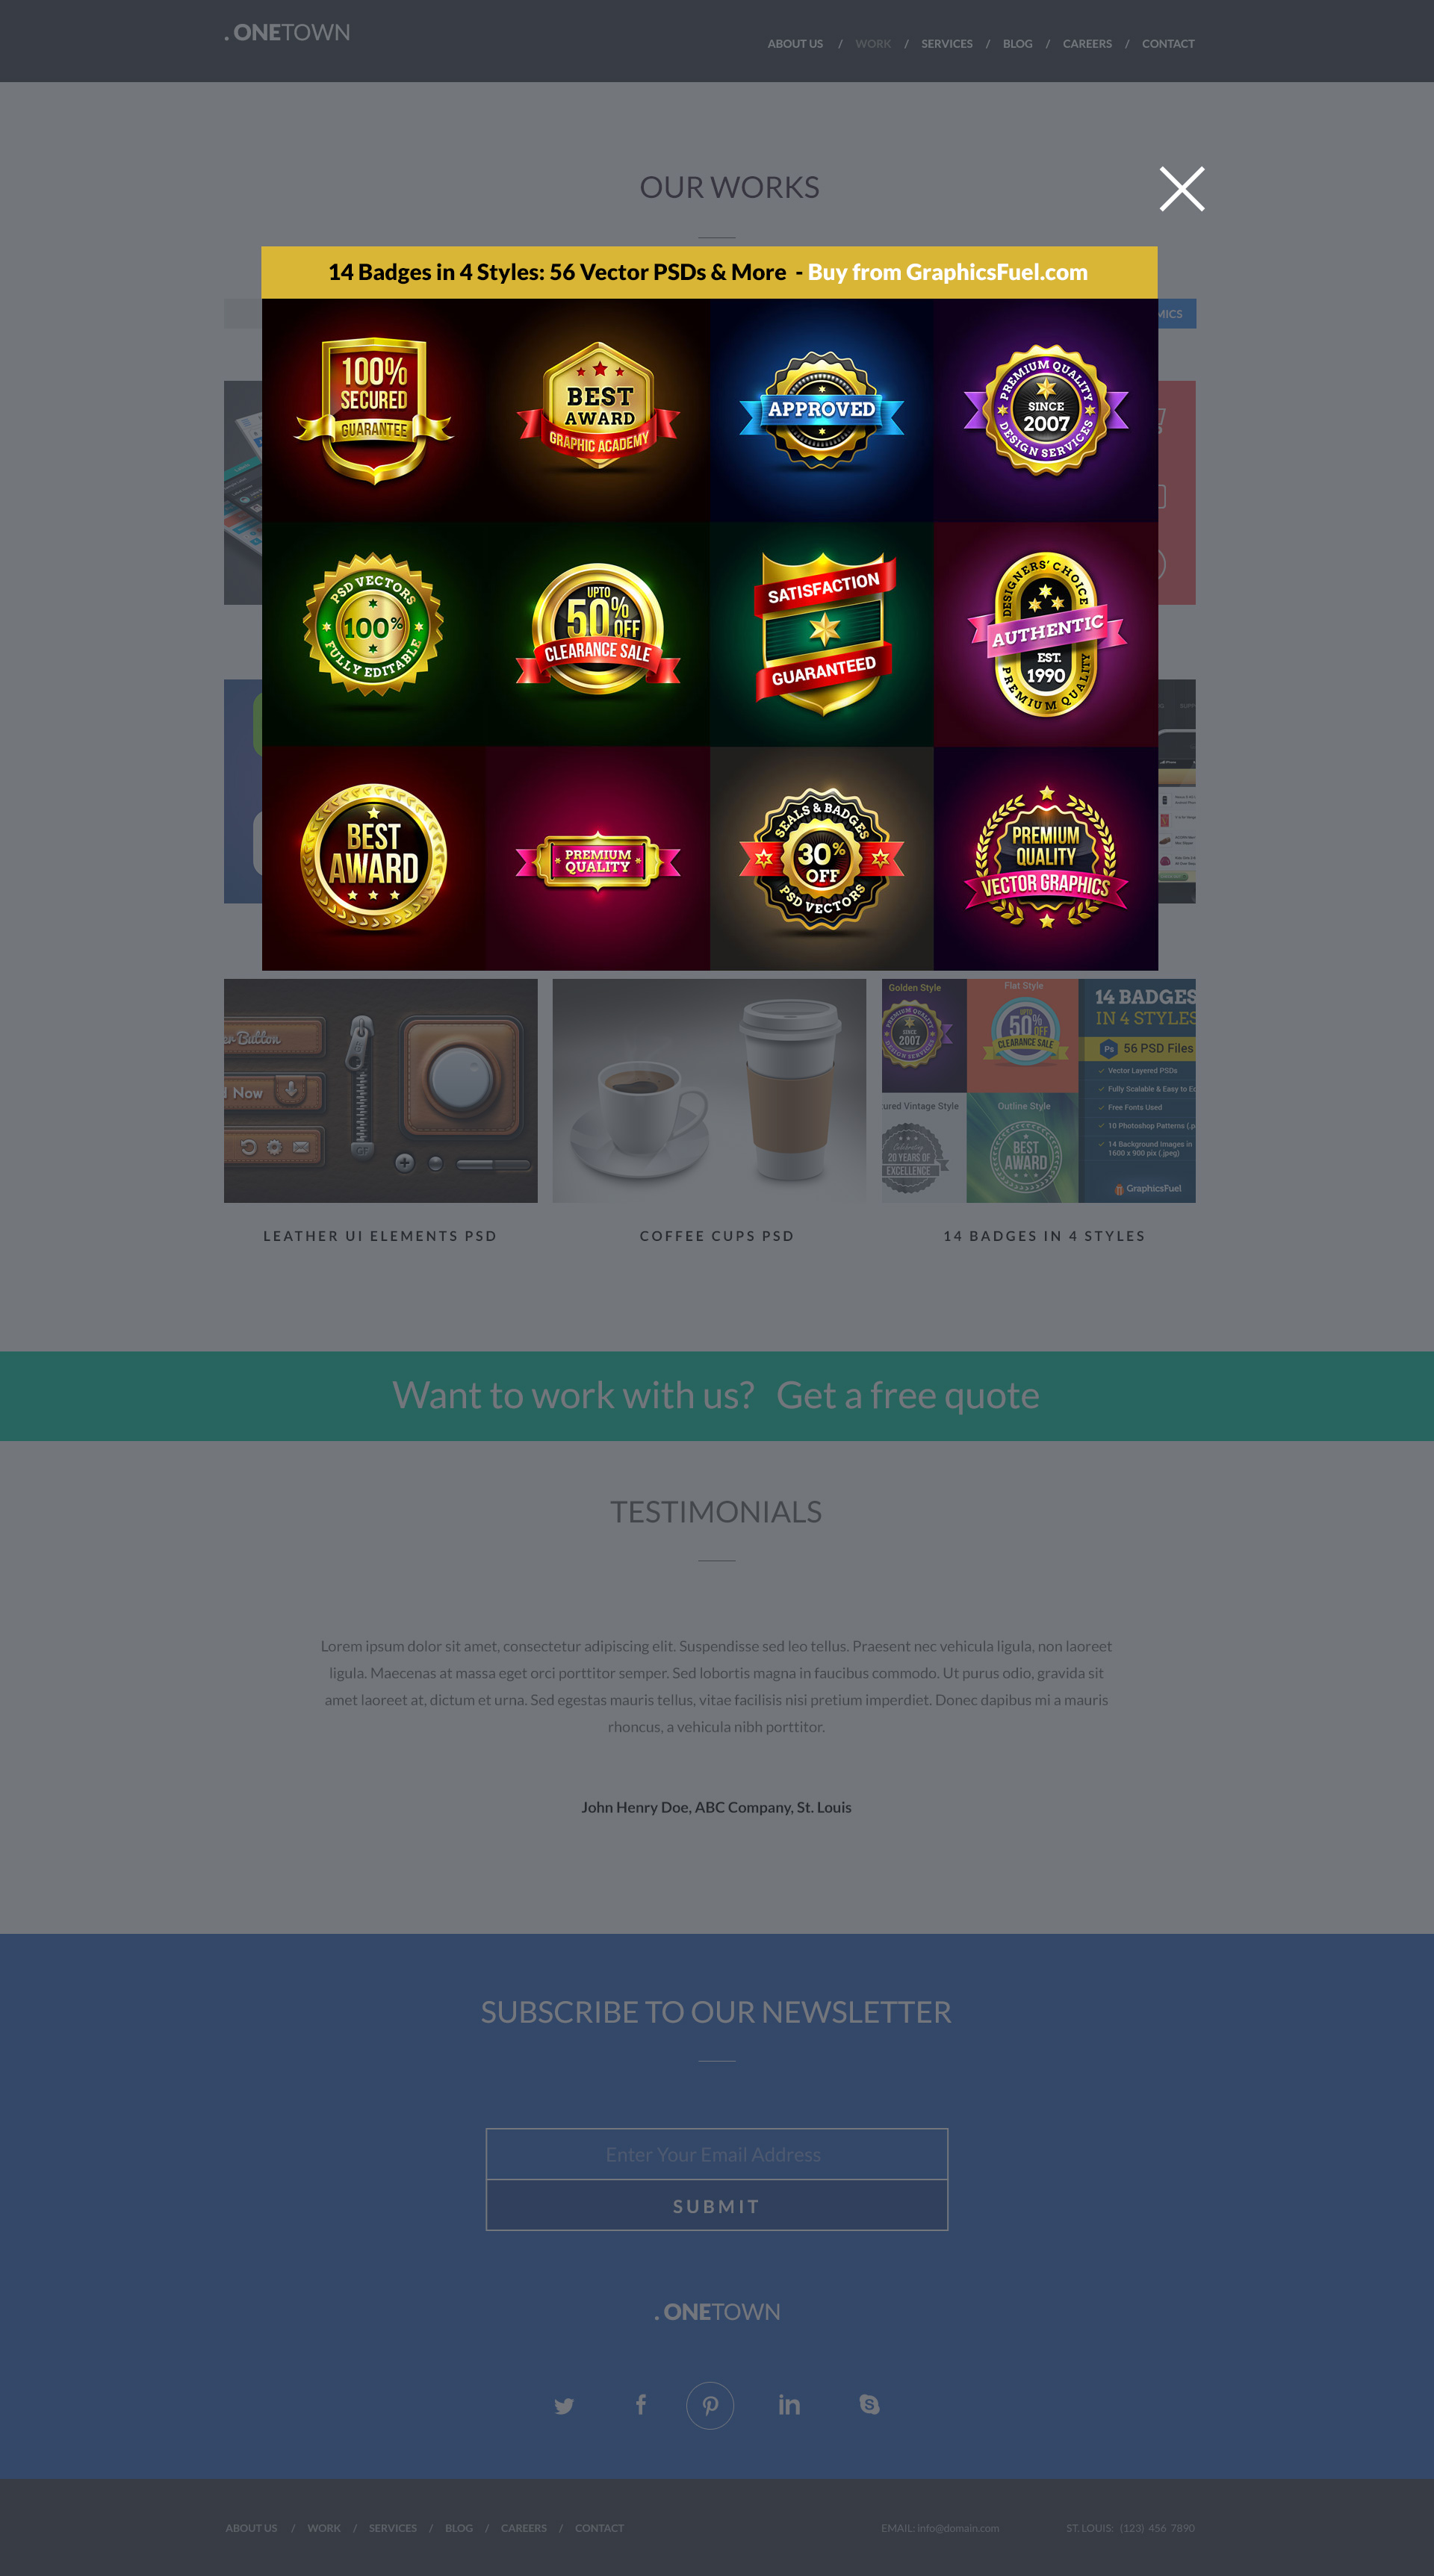 . ONETOWN
ABOUT US / WORK / SERVICES / BLOG / CAREERS / CONTACT
OUR WORKS
14 Badges in 4 Styles: 56 Vector PSDs & More - Buy from GraphicsFuel.com
MICS
100%
SECURED
GUARANTEE
BEST
AWARD
GRAPHIC ACADEMY
APPROVED
PREMIUM QUALITY
SINCE
2007
DESIGN SERVICES
PSD VECTORS
100%
FULLY EDITABLE
UPTO
50% OFF
CLEARANCE SALE
SATISFACTION
GUARANTEED
DESIGNERS' CHOICE
AUTHENTIC
EST.
1990
PREMIUM QUALITY
BEST
AWARD
PREMIUM
QUALITY
SEALS & BADGES
30%
OFF
PSD VECTORS
PREMIUM
QUALITY
VECTOR GRAPHICS
er Button
d Now
Golden Style
PREMIUM QUALITY
SINCE
2007
DESIGN SERVICES
Flat Style
UPTO
50% OFF
CLEARANCE SALE
ured Vintage Style
Celebrating
20 YEARS OF
EXCELLENCE
Outline Style
BEST
AWARD
14 BADGES
IN 4 STYLES
Ps 56 PSD Files
Vector Layered PSDs
Fully Scalable & Easy to Ed
Free Fonts Used
10 Photoshop Patterns (.p
14 Background Images in
1600 x 900 pix (.jpeg)
GraphicsFuel
LEATHER UI ELEMENTS PSD
COFFEE CUPS PSD
14 BADGES IN 4 STYLES
Want to work with us? Get a free quote
TESTIMONIALS
Lorem ipsum dolor sit amet, consectetur adipiscing elit. Suspendisse sed leo tellus. Praesent nec vehicula ligula, non laoreet
ligula. Maecenas at massa eget orci porttitor semper. Sed lobortis magna in faucibus commodo. Ut purus odio, gravida sit
amet laoreet at, dictum et urna. Sed egestas mauris tellus, vitae facilisis nisi pretium imperdiet. Donec dapibus mi a mauris
rhoncus, a vehicula nibh porttitor.
John Henry Doe, ABC Company, St. Louis
SUBSCRIBE TO OUR NEWSLETTER
Enter Your Email Address
SUBMIT
. ONETOWN
ABOUT US / WORK / SERVICES / BLOG / CAREERS / CONTACT
EMAIL: info@domain.com
ST. LOUIS: (123) 456 7890